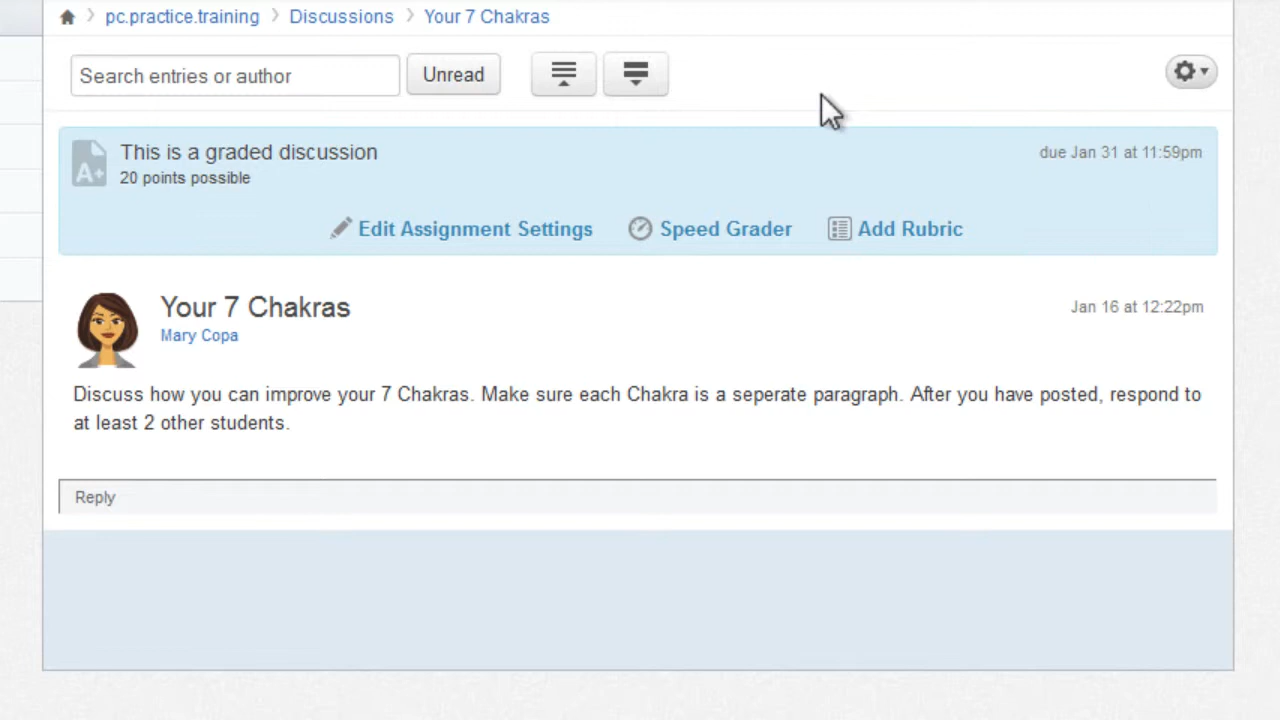 pc.practice.training Discussions Your 7 Chakras
Search entries or author Unread
This is a graded discussion due Jan 31 at 11:59pm
A+ 20 points possible
Edit Assignment Settings Speed Grader Add Rubric
Your 7 Chakras Jan 16 at 12:22pm
Mary Copa
Discuss how you can improve your 7 Chakras. Make sure each Chakra is a seperate paragraph. After you have posted, respond to
at least 2 other students.
Reply